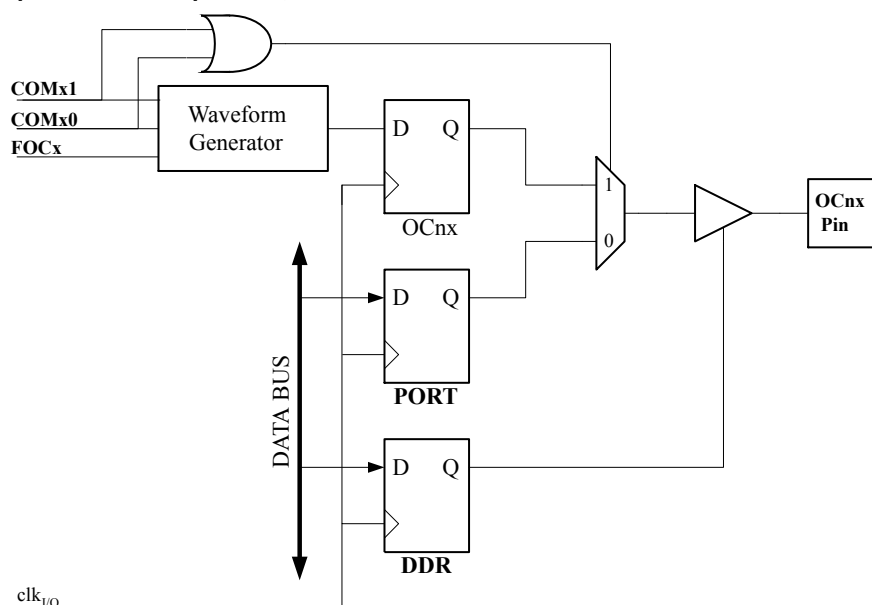 COMx1
COMx0
FOCx
Waveform
Generator
D Q
OCnx
1
0
OCnx
Pin
D Q
PORT
DATA BUS
D Q
DDR
clkI/O